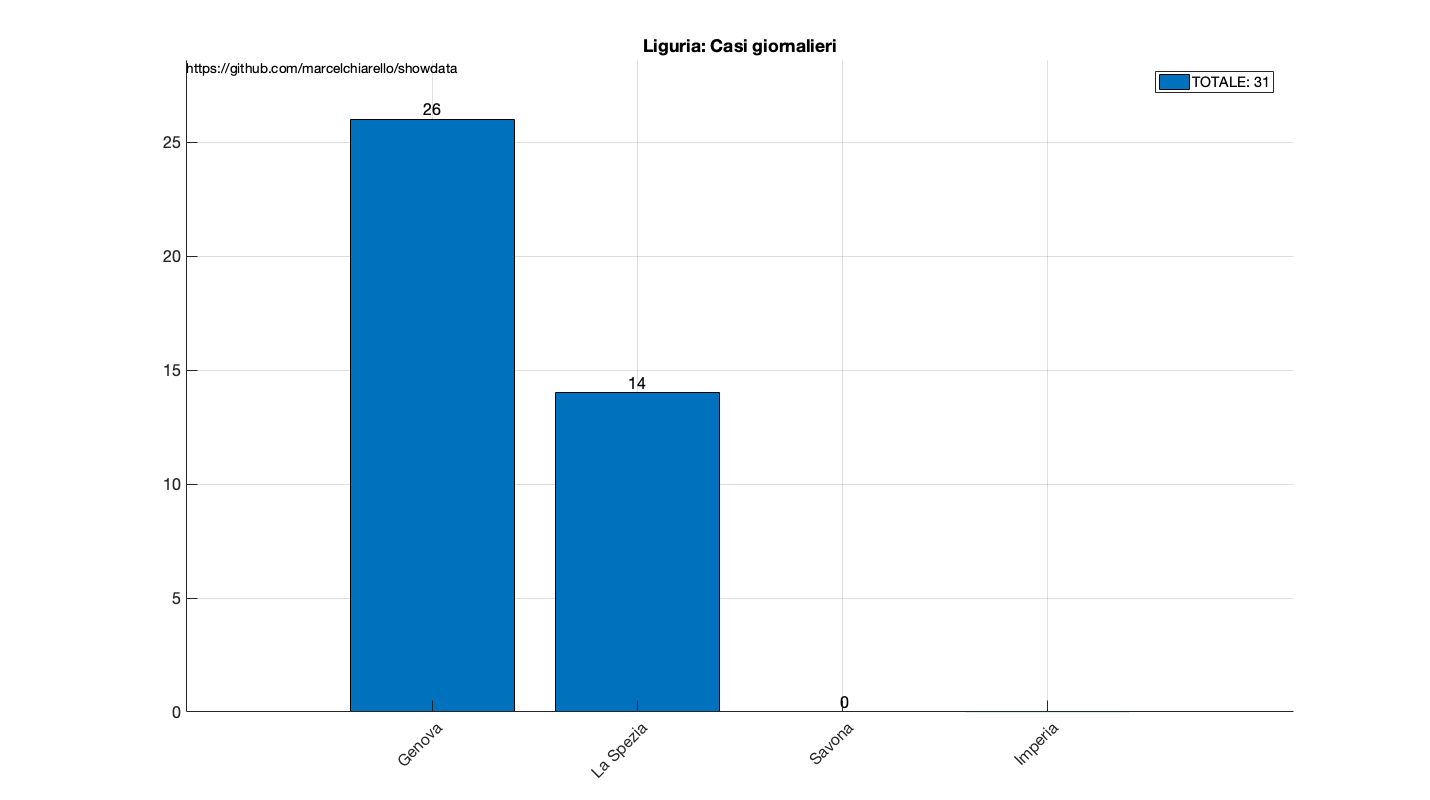 Liguria: Casi giornalieri
https://github.com/marcelchiarello/showdata
TOTALE: 31
26
25
20
15
14
10
5
0
0
Genova
La Spezia
Savona
Imperia